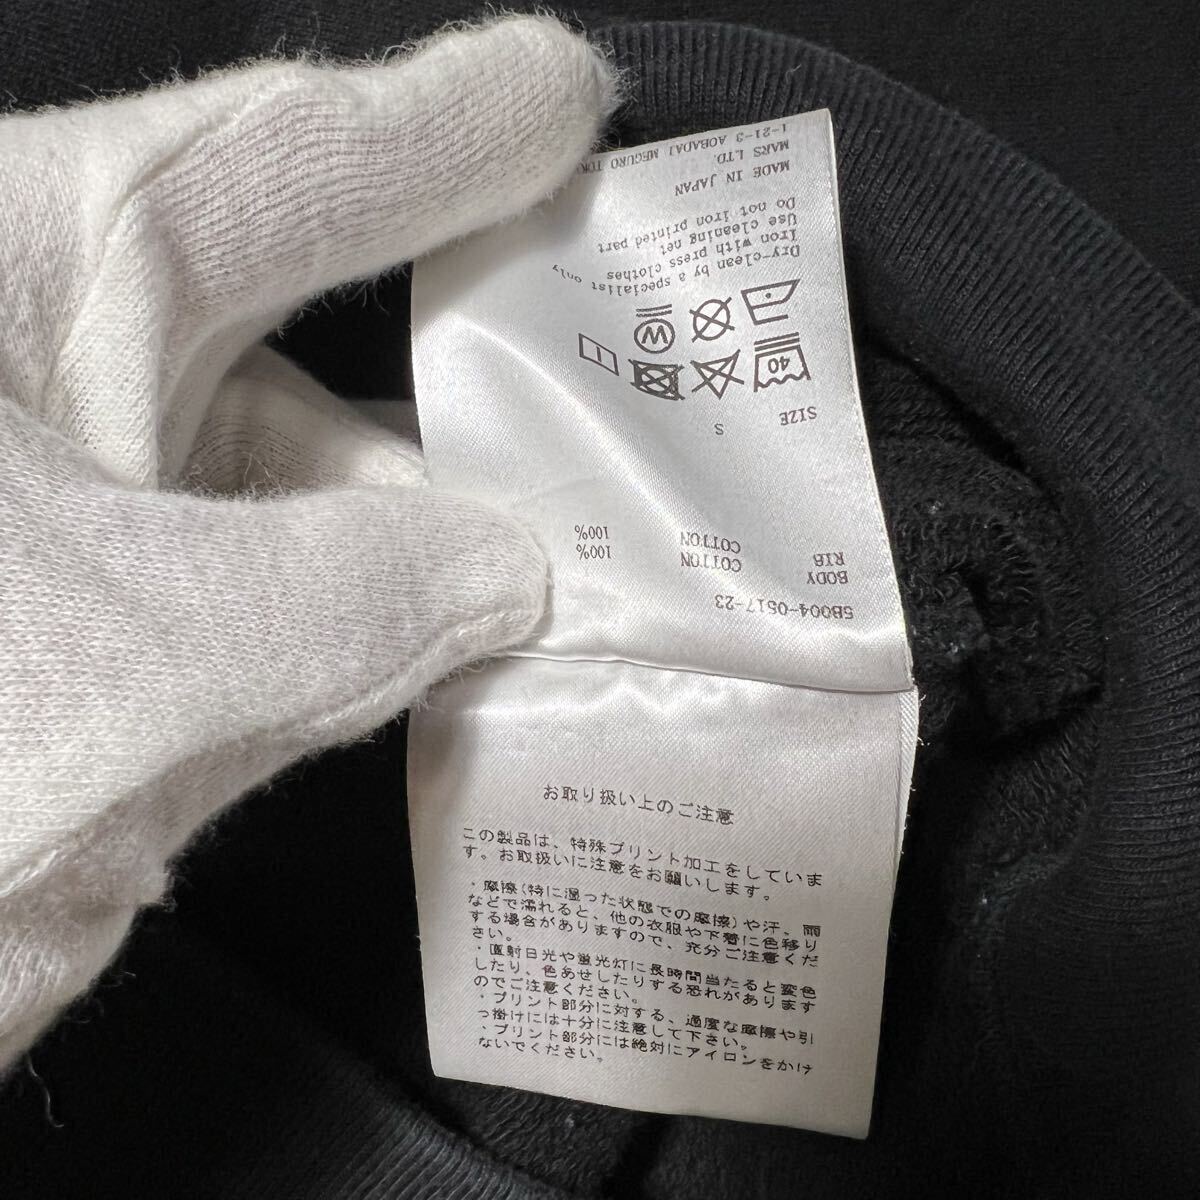 5B004-0517-23
BODY COTTON 100%
RIB COTTON 100%
SIZE S
40
W
Dry-clean by a specialist only
Iron with press clothes
Use cleaning net
Do not iron printed part
MADE IN JAPAN
MARS LTD.
1-21-3 AOBADAI MEGURO
お取り扱い上のご注意
この製品は、特殊プリント加工をしていま
す。お取扱いに注意をお願いします。
・摩擦(特に湿った状態での摩擦)や汗、雨
などで濡れると、他の衣服や下着に色移り
する場合がありますので、充分ご注意くだ
さい。
・直射日光や蛍光灯に長時間当たると変色
したり、色あせしたりする恐れがあります
のでご注意ください。
・プリント部分に対する、過度な摩擦や引
っ掛けには十分に注意して下さい。
・プリント部分には絶対にアイロンをかけ
ないでください。